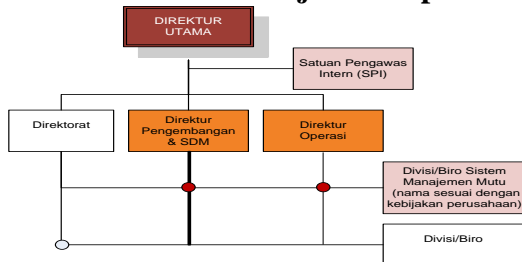 DIREKTUR
UTAMA
Satuan Pengawas
Intern (SPI)
Direktorat
Direktur
Pengembangan
& SDM
Direktur
Operasi
Divisi/Biro Sistem
Manajemen Mutu
(nama sesuai dengan
kebijakan perusahaan)
Divisi/Biro